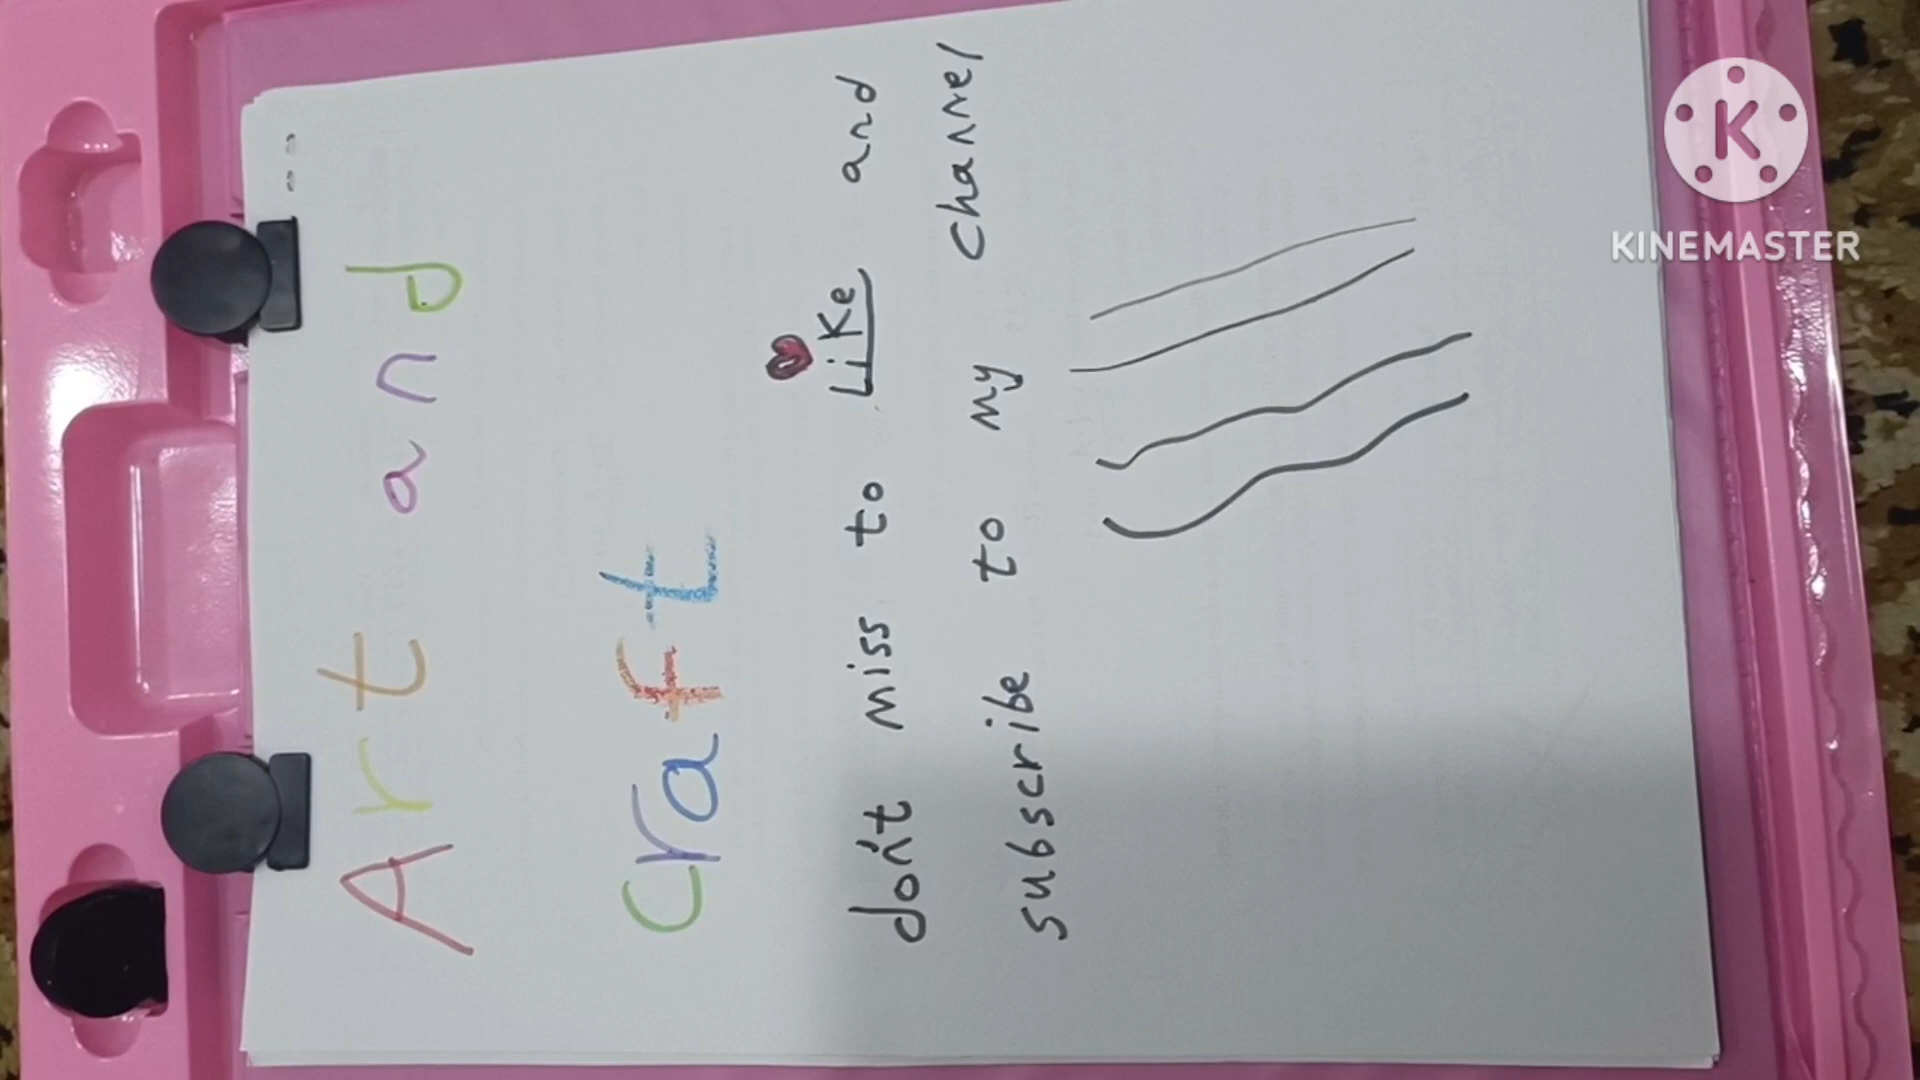 Art and
craft
don't miss to Like and
subscribe to my channel
K
KINEMASTER